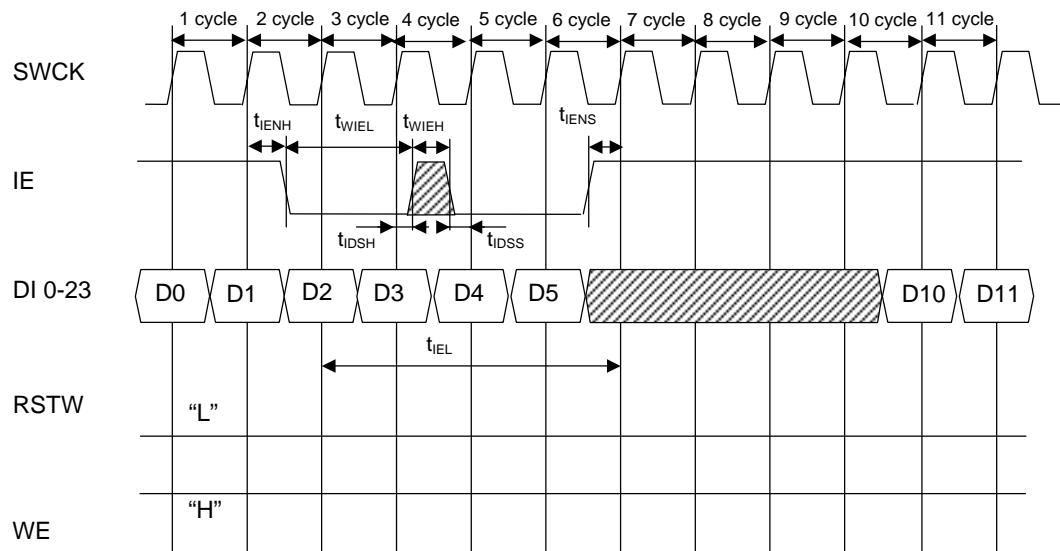 1 cycle 2 cycle 3 cycle 4 cycle 5 cycle 6 cycle 7 cycle 8 cycle 9 cycle 10 cycle 11 cycle
SWCK
tIENH tWIEL tWIEH tIENS
IE
tIDSH tIDSS
DI 0-23 D0 D1 D2 D3 D4 D5 D10 D11
tIEL
RSTW “L”
“H”
WE